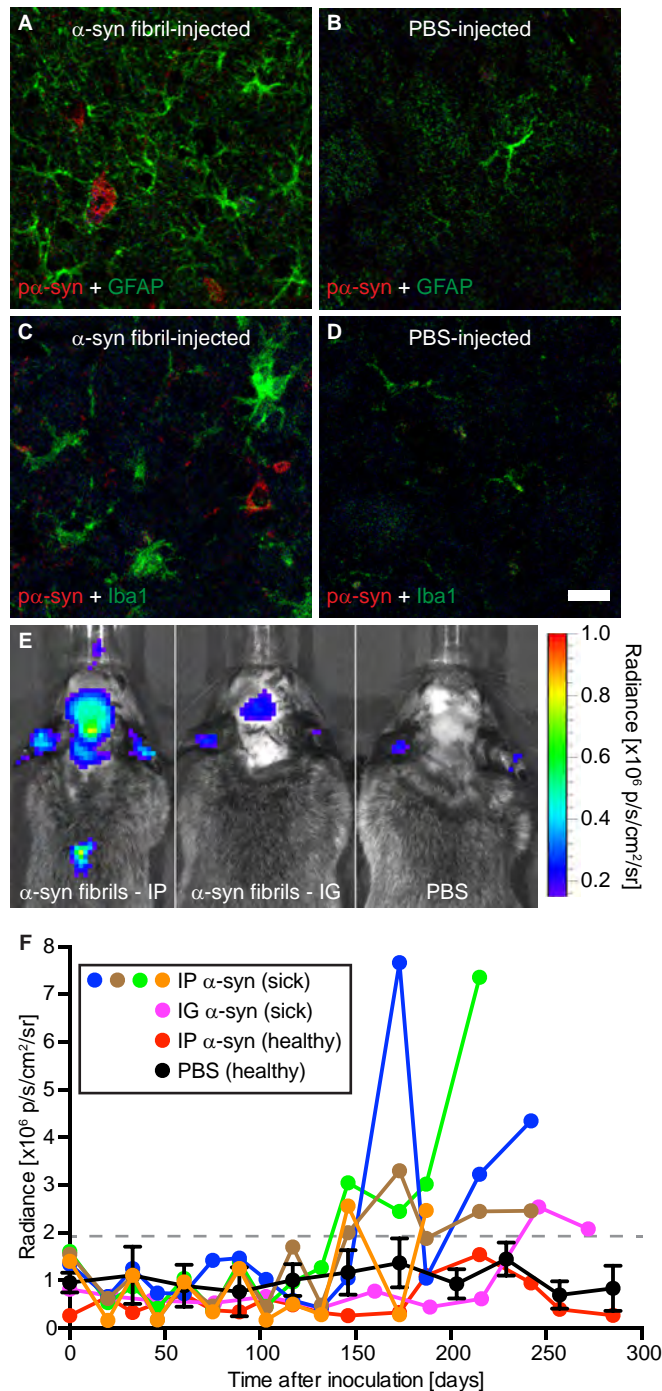 A
α-syn fibril-injected
pα-syn + GFAP
B
PBS-injected
pα-syn + GFAP
C
α-syn fibril-injected
pα-syn + Iba1
D
PBS-injected
pα-syn + Iba1
E
α-syn fibrils - IP
α-syn fibrils - IG
PBS
1.0
0.8
0.6
0.4
0.2
Radiance [x10⁶ p/s/cm²/sr]
F
8
7
6
5
4
3
2
1
0
Radiance [x10⁶ p/s/cm²/sr]
IP α-syn (sick)
IG α-syn (sick)
IP α-syn (healthy)
PBS (healthy)
0
50
100
150
200
250
300
Time after inoculation [days]